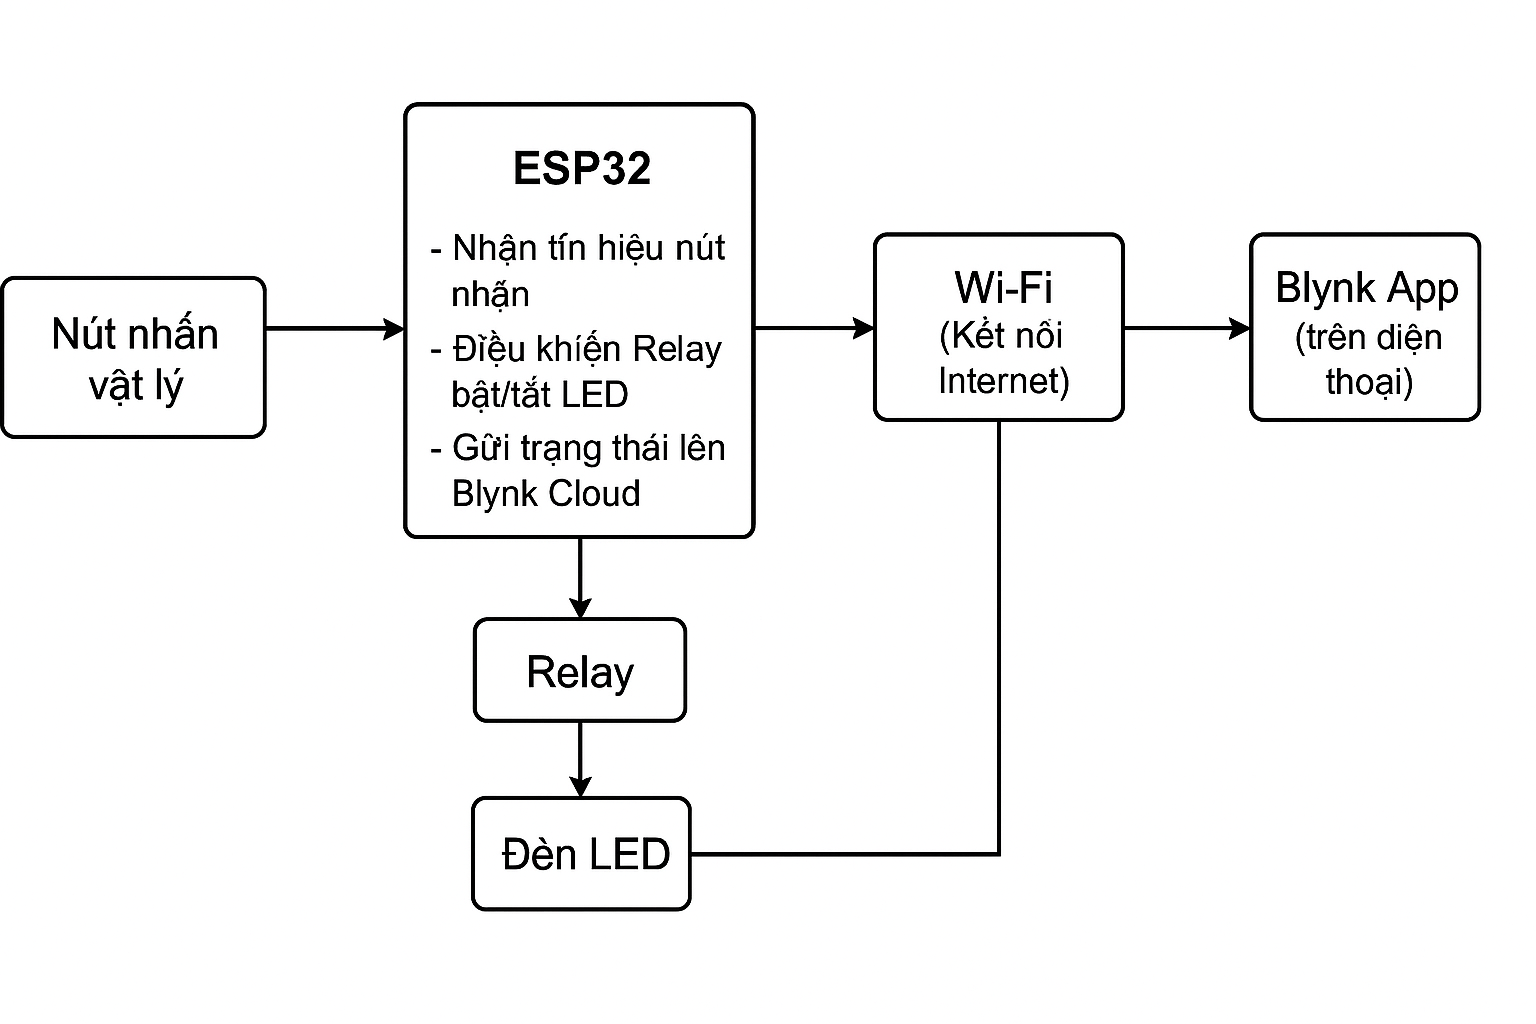 Nút nhấn
vật lý
ESP32
- Nhận tín hiệu nút
nhấn
- Điều khiển Relay
bật/tắt LED
- Gửi trạng thái lên
Blynk Cloud
Wi-Fi
(Kết nối
Internet)
Blynk App
(trên diện
thoại)
Relay
Đèn LED